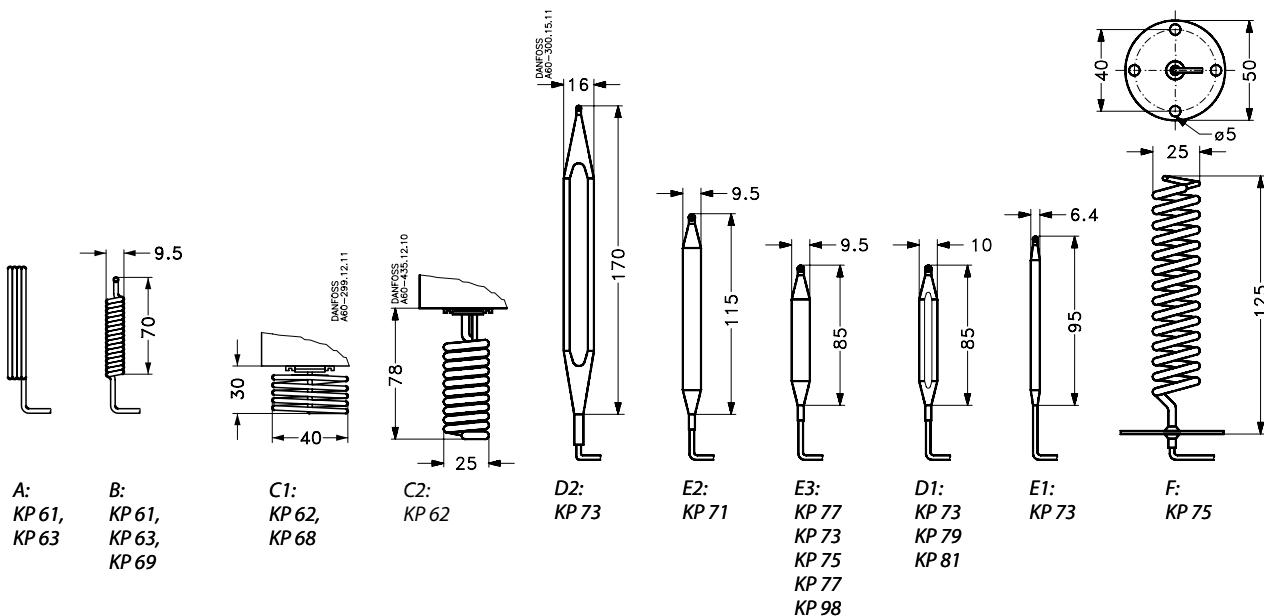 DANFOSS
A60-300.15.11
16
170
40
50
ø5
25
125
9.5
115
9.5
85
10
85
6.4
95
9.5
70
DANFOSS
A60-299.12.11
30
40
DANFOSS
A60-435.12.10
78
25
A:
KP 61,
KP 63
B:
KP 61,
KP 63,
KP 69
C1:
KP 62,
KP 68
C2:
KP 62
D2:
KP 73
E2:
KP 71
E3:
KP 77
KP 73
KP 75
KP 77
KP 98
D1:
KP 73
KP 79
KP 81
E1:
KP 73
F:
KP 75